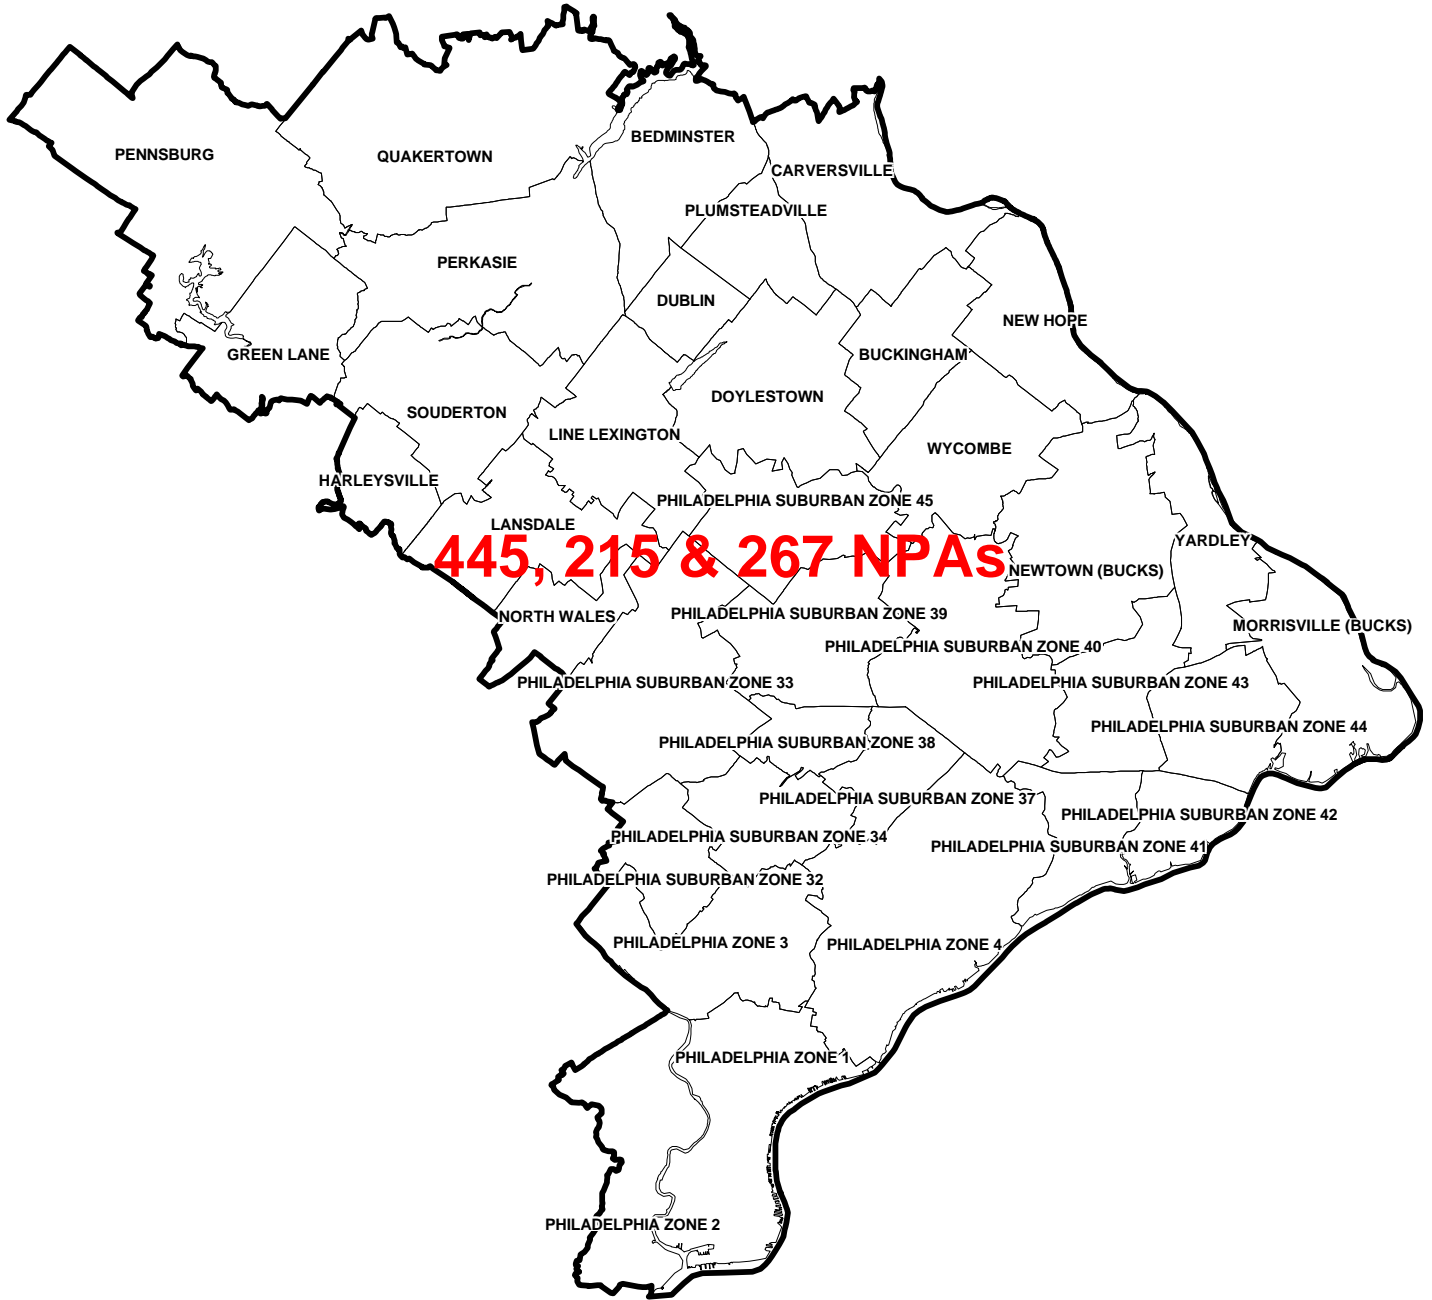 BEDMINSTER
PENNSBURG
QUAKERTOWN
CARVERSVILLE
PLUMSTEADVILLE
PERKASIE
DUBLIN
NEW HOPE
GREEN LANE
BUCKINGHAM
DOYLESTOWN
SOUDERTON
LINE LEXINGTON
WYCOMBE
HARLEYSVILLE
PHILADELPHIA SUBURBAN ZONE 45
LANSDALE
YARDLEY
445, 215 & 267 NPAs
NEWTOWN (BUCKS)
PHILADELPHIA SUBURBAN ZONE 39
NORTH WALES
MORRISVILLE (BUCKS)
PHILADELPHIA SUBURBAN ZONE 40
PHILADELPHIA SUBURBAN ZONE 33
PHILADELPHIA SUBURBAN ZONE 43
PHILADELPHIA SUBURBAN ZONE 44
PHILADELPHIA SUBURBAN ZONE 38
PHILADELPHIA SUBURBAN ZONE 37
PHILADELPHIA SUBURBAN ZONE 42
PHILADELPHIA SUBURBAN ZONE 34
PHILADELPHIA SUBURBAN ZONE 41
PHILADELPHIA SUBURBAN ZONE 32
PHILADELPHIA ZONE 3
PHILADELPHIA ZONE 4
PHILADELPHIA ZONE 1
PHILADELPHIA ZONE 2